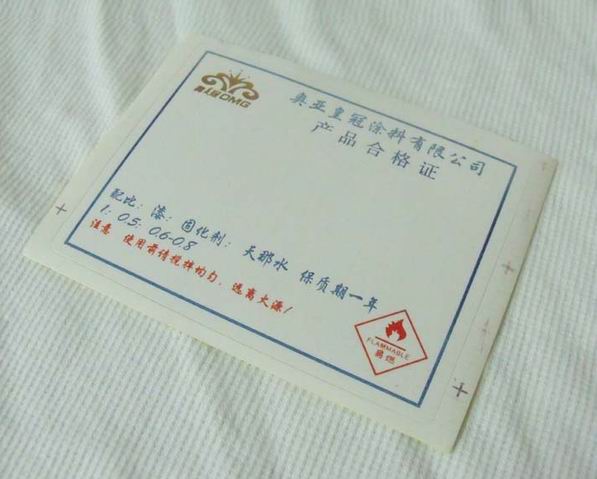 DMG
奥亚皇冠涂料有限公司
产品合格证
配比：漆：固化剂：天那水 保质期一年
1：0.5：0.6-0.8
注意 使用前请搅拌均匀，远离火源！
FLAMMABLE
易燃